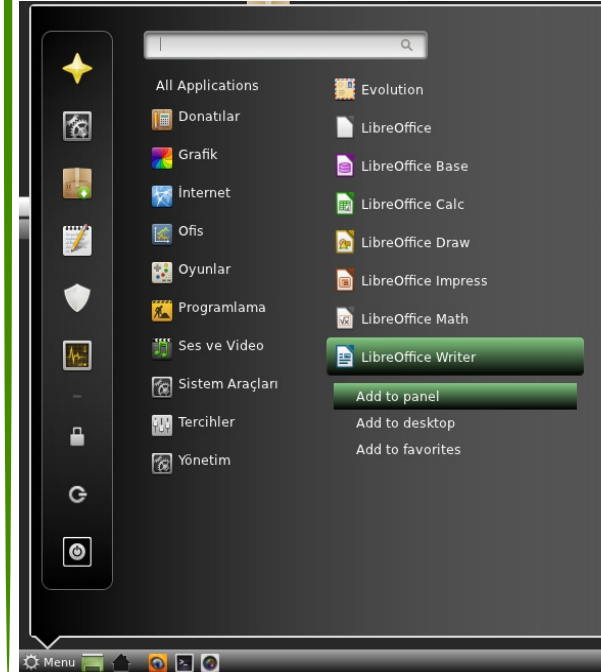 All Applications
Donatılar
Grafik
İnternet
Ofis
Oyunlar
Programlama
Ses ve Video
Sistem Araçları
Tercihler
Yönetim
Evolution
LibreOffice
LibreOffice Base
LibreOffice Calc
LibreOffice Draw
LibreOffice Impress
LibreOffice Math
LibreOffice Writer
Add to panel
Add to desktop
Add to favorites
Menu